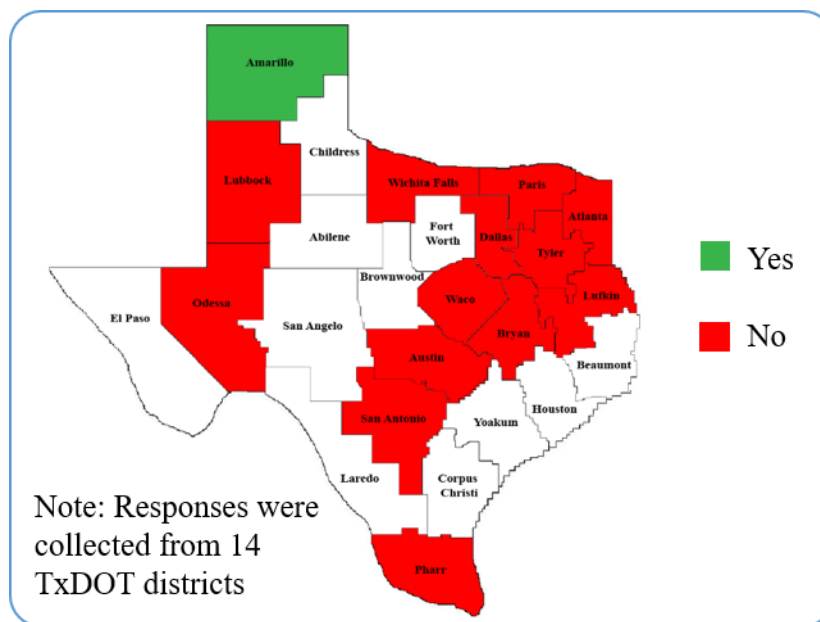 Amarillo
Childress
Lubbock
Wichita Falls
Paris
Atlanta
Fort
Worth
Dallas
Tyler
Abilene
Brownwood
Yes
Odessa
Waco
Lufkin
El Paso
San Angelo
Bryan
No
Austin
Beaumont
Houston
San Antonio
Yoakum
Laredo
Corpus
Christi
Note: Responses were
collected from 14
TxDOT districts
Pharr